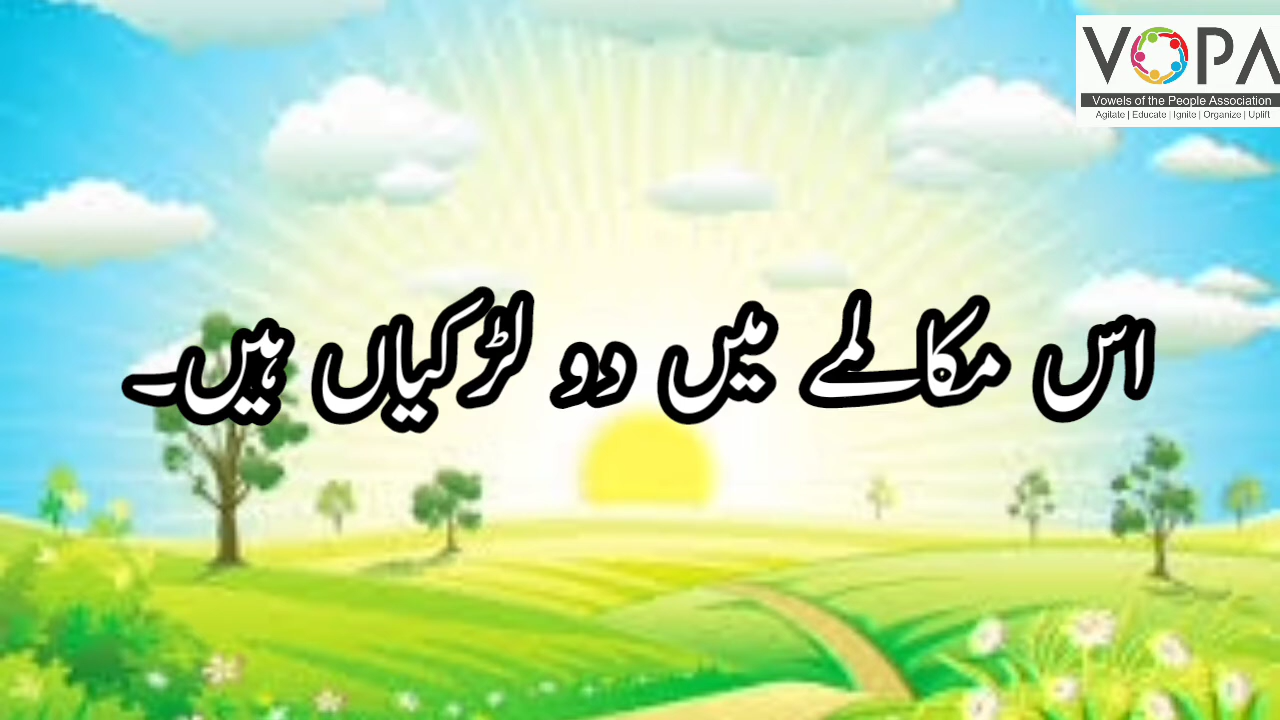 VOPA
Vowels of the People Association
Agitate | Educate | Ignite | Organize | Uplift
اسّ مکالمے میں دو لڑکیاں ہیں۔